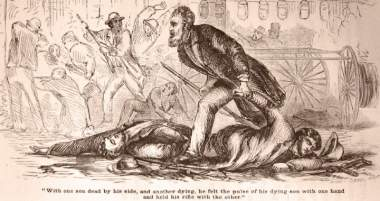 "With one son dead by his side, and another dying, he felt the pulse of his dying son with one hand
and held his rifle with the other."